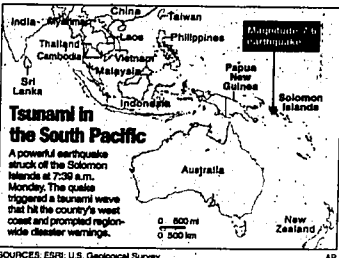 China
Taiwan
India
Myanmar
Laos
Philippines
Magnitude 7.6
earthquake
Thailand
Cambodia
Vietnam
Papua
New
Guinea
Sri
Lanka
Malaysia
Indonesia
Solomon
Islands
Tsunami in
the South Pacific
A powerful earthquake
struck off the Solomon
Islands at 7:39 a.m.
Monday. The quake
triggered a tsunami wave
that hit the country's west
coast and prompted region-
wide disaster warnings.
Australia
0 500 mi
0 500 km
New
Zealand
SOURCES: ESRI; U.S. Geological Survey
AP